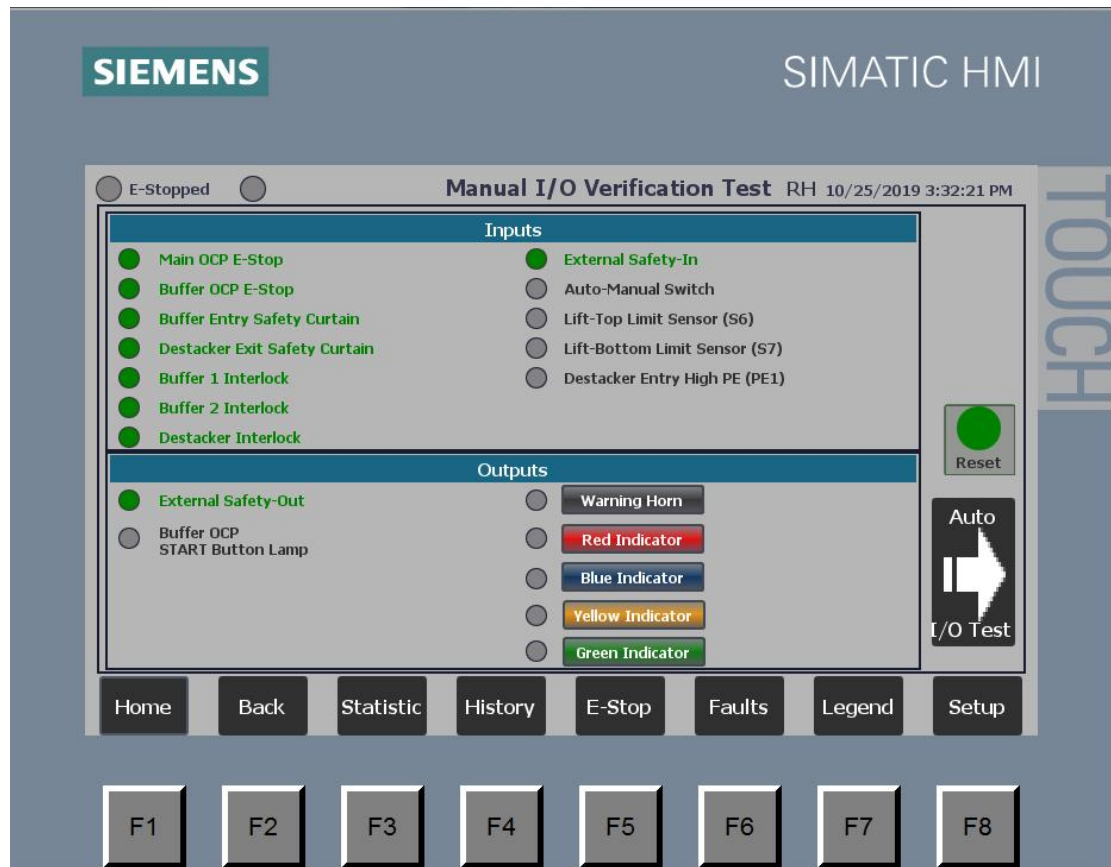 SIEMENS
SIMATIC HMI
TOUCH
E-Stopped
Manual I/O Verification Test RH 10/25/2019 3:32:21 PM
Inputs
Main OCP E-Stop
Buffer OCP E-Stop
Buffer Entry Safety Curtain
Destacker Exit Safety Curtain
Buffer 1 Interlock
Buffer 2 Interlock
Destacker Interlock
External Safety-In
Auto-Manual Switch
Lift-Top Limit Sensor (S6)
Lift-Bottom Limit Sensor (S7)
Destacker Entry High PE (PE1)
Reset
Outputs
External Safety-Out
Buffer OCP
START Button Lamp
Warning Horn
Red Indicator
Blue Indicator
Yellow Indicator
Green Indicator
Auto
I/O Test
Home Back Statistic History E-Stop Faults Legend Setup
F1 F2 F3 F4 F5 F6 F7 F8